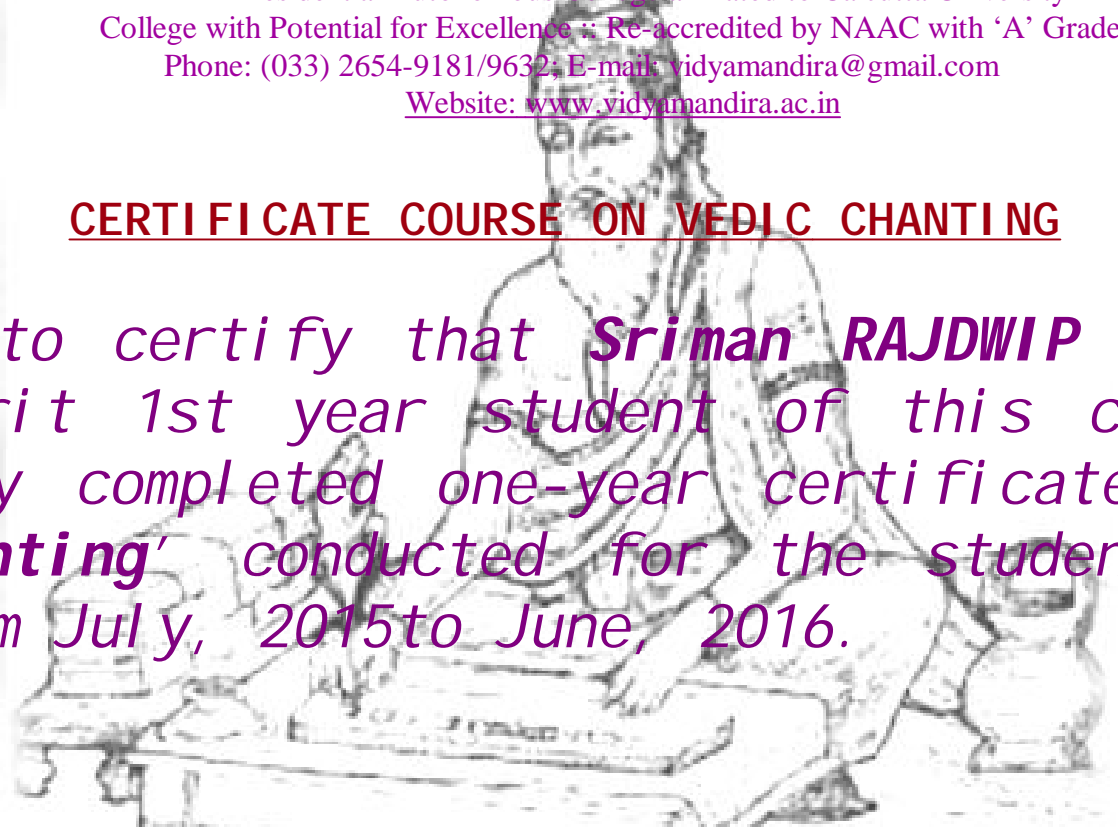 College with Potential for Excellence :: Re-accredited by NAAC with ‘A’ Grade
Phone: (033) 2654-9181/9632; E-mail: vidyamandira@gmail.com
Website: www.vidyamandira.ac.in
CERTIFICATE COURSE ON VEDIC CHANTING
to certify that Sriman RAJDWIP
rit 1st year student of this c
y completed one-year certificate
nting’ conducted for the studen
m July, 2015to June, 2016.